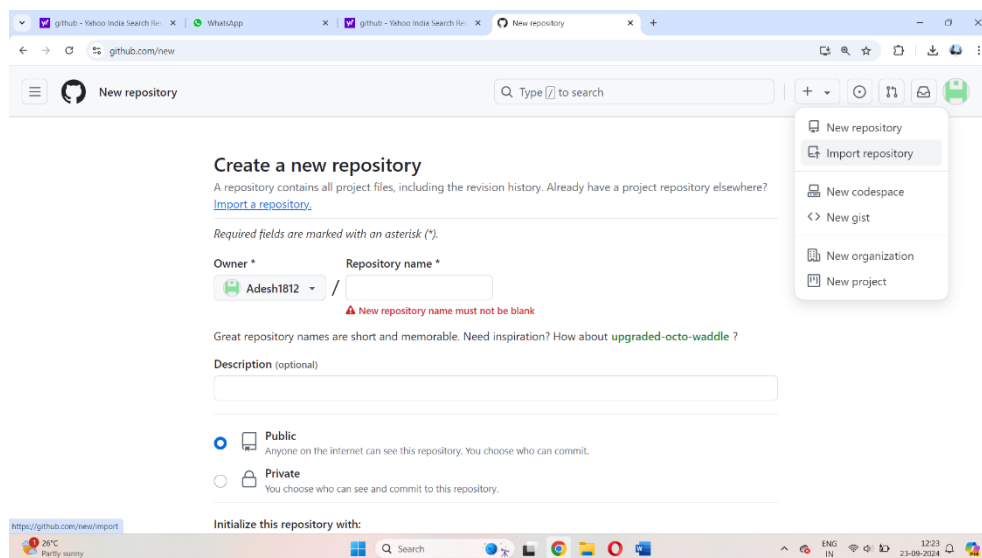 github - Yahoo India Search Re
WhatsApp
github - Yahoo India Search Re
New repository
github.com/new
New repository
Type / to search
New repository
Import repository
New codespace
New gist
New organization
New project
Create a new repository
A repository contains all project files, including the revision history. Already have a project repository elsewhere?
Import a repository.
Required fields are marked with an asterisk (*).
Owner * Repository name *
Adesh1812 /
New repository name must not be blank
Great repository names are short and memorable. Need inspiration? How about upgraded-octo-waddle ?
Description (optional)
Public
Anyone on the internet can see this repository. You choose who can commit.
Private
You choose who can see and commit to this repository.
Initialize this repository with:
https://github.com/new/import
1
26°C
Partly sunny
Search
ENG
IN
12:23
23-09-2024